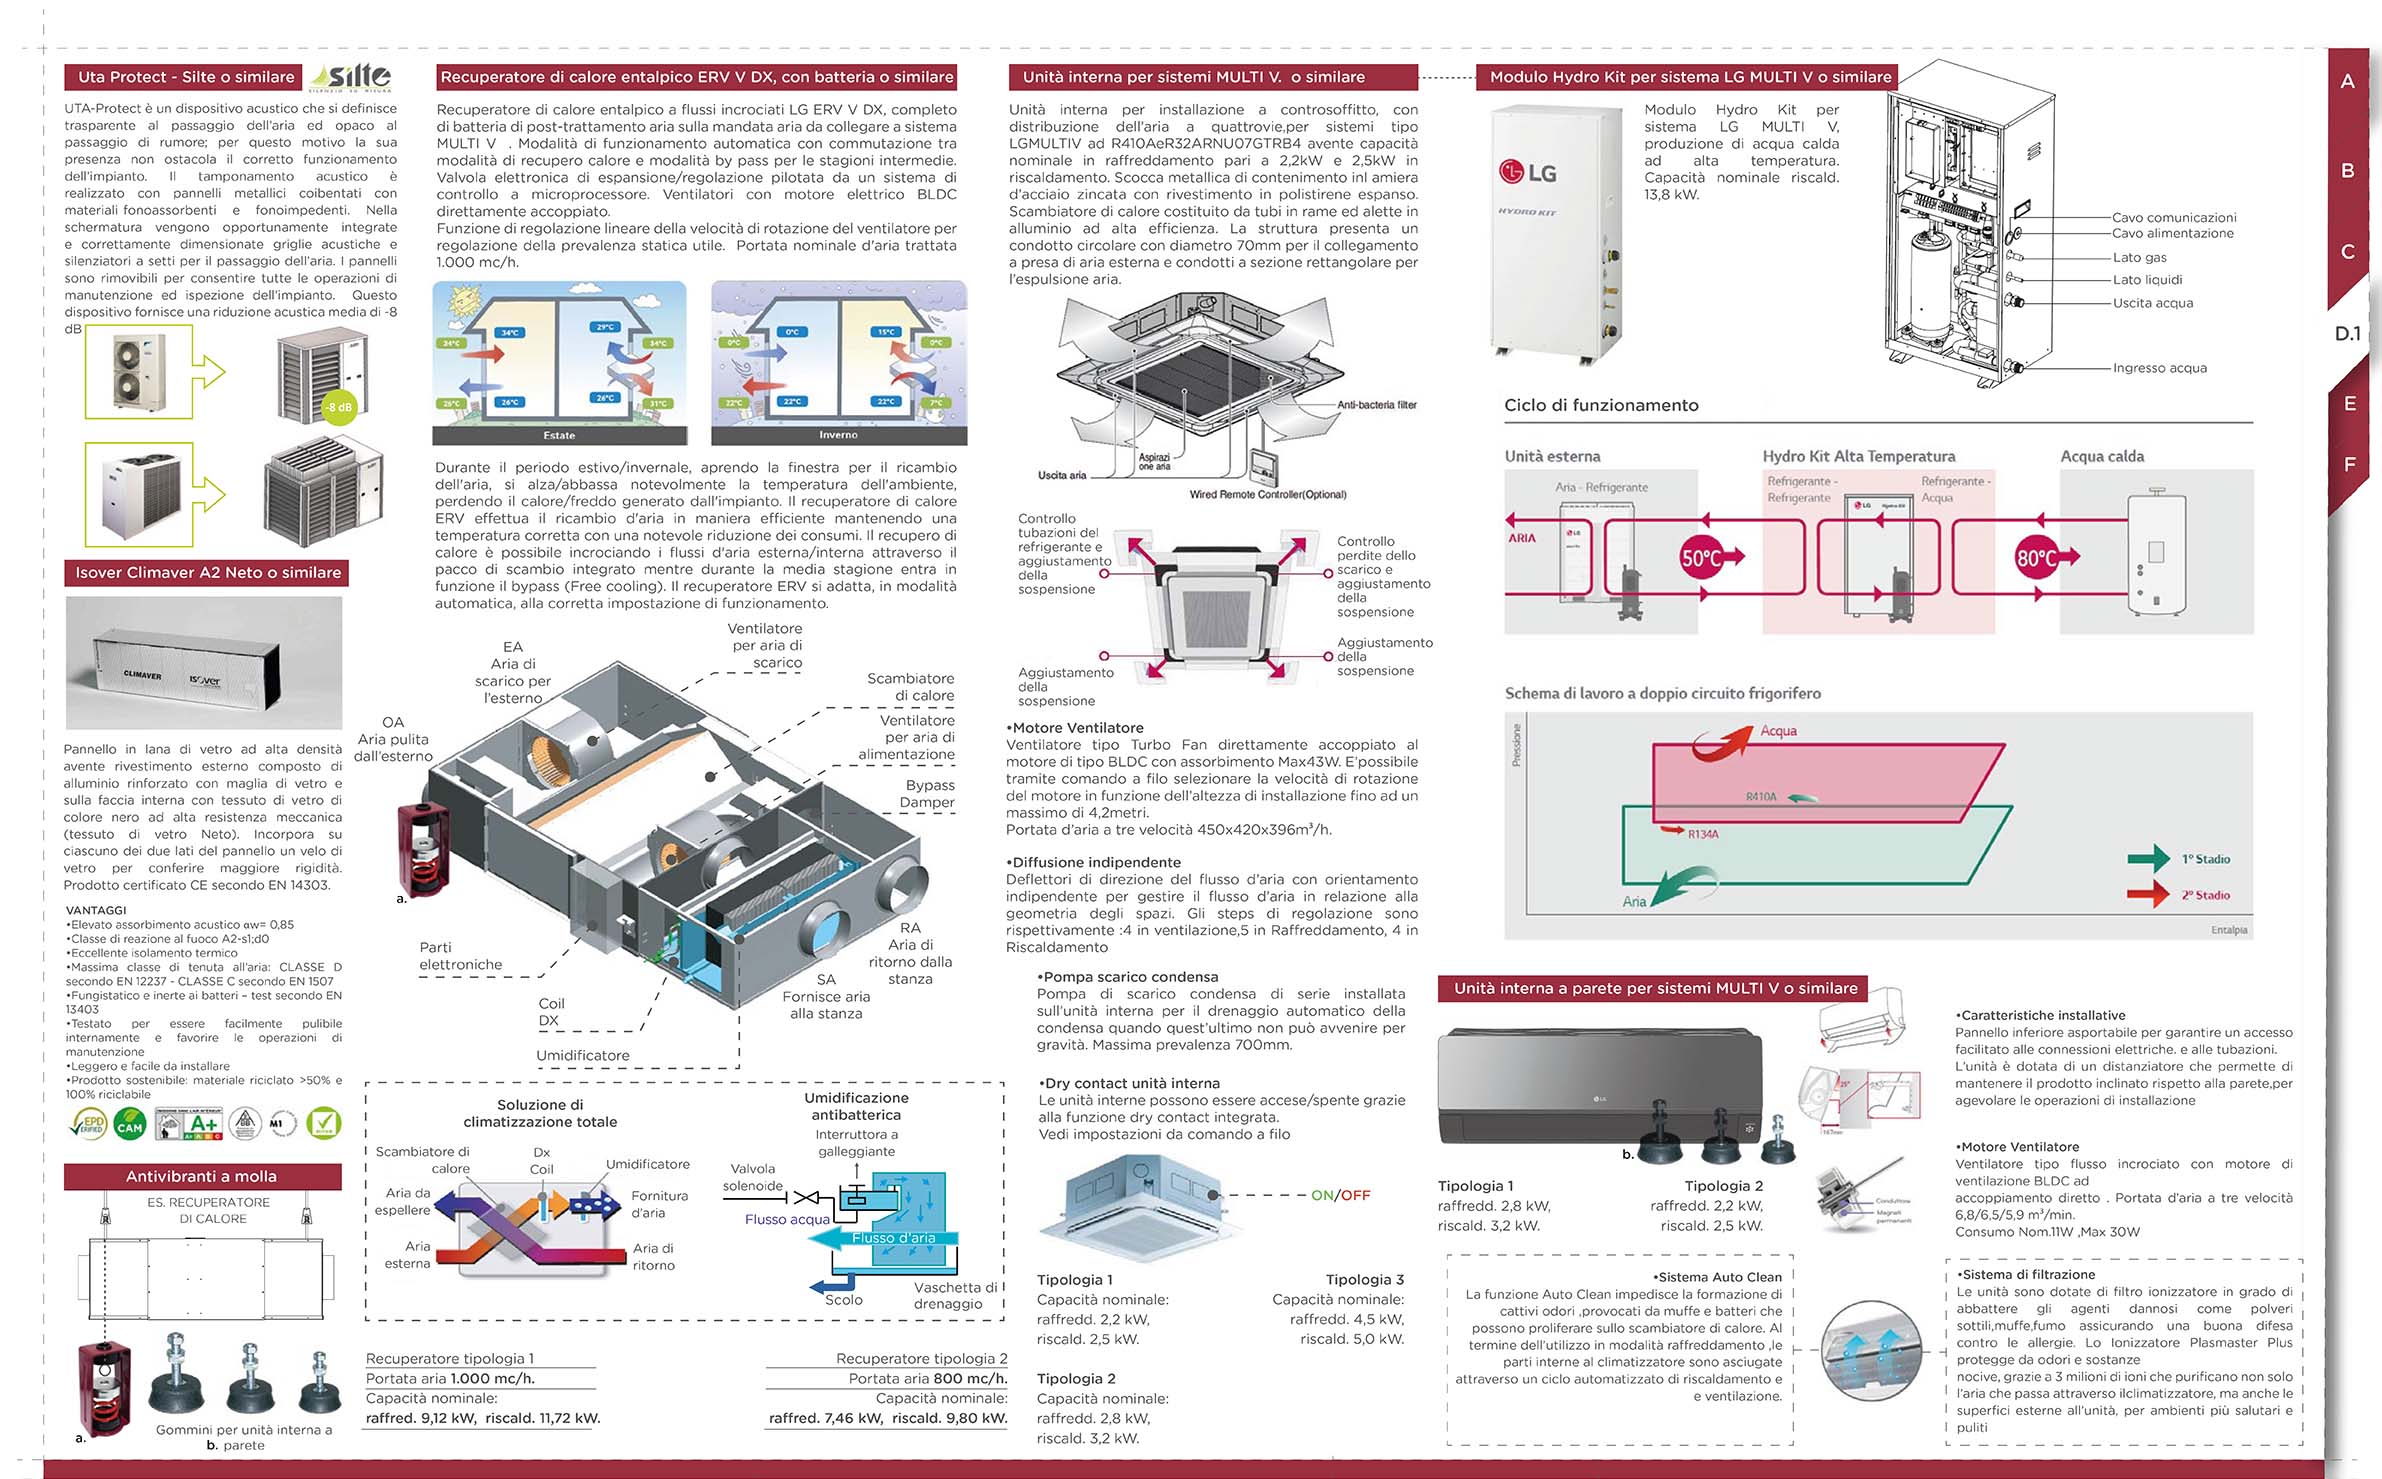 Uta Protect - Silte o similare
Silte
SILENZIO SU MISURA
UTA-Protect è un dispositivo acustico che si definisce
trasparente al passaggio dell'aria ed opaco al
passaggio di rumore; per questo motivo la sua
presenza non ostacola il corretto funzionamento
dell'impianto. Il tamponamento acustico è
realizzato con pannelli metallici coibentati con
materiali fonoassorbenti e fonoimpedenti. Nella
schermatura vengono opportunamente integrate
e correttamente dimensionate griglie acustiche e
silenziatori a setti per il passaggio dell'aria. I pannelli
sono rimovibili per consentire tutte le operazioni di
manutenzione ed ispezione dell'impianto. Questo
dispositivo fornisce una riduzione acustica media di -8
dB
-8 dB
Isover Climaver A2 Neto o similare
CLIMAVER
isover
Pannello in lana di vetro ad alta densità
avente rivestimento esterno composto di
alluminio rinforzato con maglia di vetro e
sulla faccia interna con tessuto di vetro di
colore nero ad alta resistenza meccanica
(tessuto di vetro Neto). Incorpora su
ciascuno dei due lati del pannello un velo di
vetro per conferire maggiore rigidità.
Prodotto certificato CE secondo EN 14303.
VANTAGGI
•Elevato assorbimento acustico αw= 0,85
•Classe di reazione al fuoco A2-s1;d0
•Eccellente isolamento termico
•Massima classe di tenuta all'aria: CLASSE D
secondo EN 12237 - CLASSE C secondo EN 1507
•Fungistatico e inerte ai batteri – test secondo EN
13403
•Testato per essere facilmente pulibile
internamente e favorire le operazioni di
manutenzione
•Leggero e facile da installare
•Prodotto sostenibile: materiale riciclato >50% e
100% riciclabile
EPD
VERIFIED
CAM
A+
A+ A B C
M1
Antivibranti a molla
ES. RECUPERATORE
DI CALORE
a.
Gommini per unità interna a
b. parete
Recuperatore di calore entalpico ERV V DX, con batteria o similare
Recuperatore di calore entalpico a flussi incrociati LG ERV V DX, completo
di batteria di post-trattamento aria sulla mandata aria da collegare a sistema
MULTI V . Modalità di funzionamento automatica con commutazione tra
modalità di recupero calore e modalità by pass per le stagioni intermedie.
Valvola elettronica di espansione/regolazione pilotata da un sistema di
controllo a microprocessore. Ventilatori con motore elettrico BLDC
direttamente accoppiato.
Funzione di regolazione lineare della velocità di rotazione del ventilatore per
regolazione della prevalenza statica utile. Portata nominale d'aria trattata
1.000 mc/h.
34°C
34°C
29°C
34°C
26°C
26°C
26°C
31°C
Estate
0°C
0°C
15°C
0°C
22°C
22°C
22°C
7°C
Inverno
Durante il periodo estivo/invernale, aprendo la finestra per il ricambio
dell'aria, si alza/abbassa notevolmente la temperatura dell'ambiente,
perdendo il calore/freddo generato dall'impianto. Il recuperatore di calore
ERV effettua il ricambio d'aria in maniera efficiente mantenendo una
temperatura corretta con una notevole riduzione dei consumi. Il recupero di
calore è possibile incrociando i flussi d'aria esterna/interna attraverso il
pacco di scambio integrato mentre durante la media stagione entra in
funzione il bypass (Free cooling). Il recuperatore ERV si adatta, in modalità
automatica, alla corretta impostazione di funzionamento.
Ventilatore
per aria di
scarico
EA
Aria di
scarico per
l'esterno
Scambiatore
di calore
OA
Aria pulita
dall'esterno
Ventilatore
per aria di
alimentazione
Bypass
Damper
a.
Parti
elettroniche
RA
Aria di
ritorno dalla
stanza
SA
Fornisce aria
alla stanza
Coil
DX
Umidificatore
Soluzione di
climatizzazione totale
Scambiatore di
calore
Dx
Coil
Umidificatore
Aria da
espellere
Fornitura
d'aria
Aria
esterna
Aria di
ritorno
Umidificazione
antibatterica
Interruttora a
galleggiante
Valvola
solenoide
Flusso acqua
Flusso d'aria
Scolo
Vaschetta di
drenaggio
Recuperatore tipologia 1
Portata aria 1.000 mc/h.
Capacità nominale:
raffred. 9,12 kW, riscald. 11,72 kW.
Recuperatore tipologia 2
Portata aria 800 mc/h.
Capacità nominale:
raffred. 7,46 kW, riscald. 9,80 kW.
Unità interna per sistemi MULTI V. o similare
Unità interna per installazione a controsoffitto, con
distribuzione dell'aria a quattrovie,per sistemi tipo
LGMULTIV ad R410AeR32ARNU07GTRB4 avente capacità
nominale in raffreddamento pari a 2,2kW e 2,5kW in
riscaldamento. Scocca metallica di contenimento inl amiera
d'acciaio zincata con rivestimento in polistirene espanso.
Scambiatore di calore costituito da tubi in rame ed alette in
alluminio ad alta efficienza. La struttura presenta un
condotto circolare con diametro 70mm per il collegamento
a presa di aria esterna e condotti a sezione rettangolare per
l'espulsione aria.
Anti-bacteria filter
Aspirazi
one aria
Uscita aria
Wired Remote Controller(Optional)
Controllo
tubazioni del
refrigerante e
aggiustamento
della
sospensione
Controllo
perdite dello
scarico e
aggiustamento
della
sospensione
Aggiustamento
della
sospensione
Aggiustamento
della
sospensione
•Motore Ventilatore
Ventilatore tipo Turbo Fan direttamente accoppiato al
motore di tipo BLDC con assorbimento Max43W. E'possibile
tramite comando a filo selezionare la velocità di rotazione
del motore in funzione dell'altezza di installazione fino ad un
massimo di 4,2metri.
Portata d'aria a tre velocità 450x420x396m³/h.
•Diffusione indipendente
Deflettori di direzione del flusso d'aria con orientamento
indipendente per gestire il flusso d'aria in relazione alla
geometria degli spazi. Gli steps di regolazione sono
rispettivamente :4 in ventilazione,5 in Raffreddamento, 4 in
Riscaldamento
•Pompa scarico condensa
Pompa di scarico condensa di serie installata
sull'unità interna per il drenaggio automatico della
condensa quando quest'ultimo non può avvenire per
gravità. Massima prevalenza 700mm.
•Dry contact unità interna
Le unità interne possono essere accese/spente grazie
alla funzione dry contact integrata.
Vedi impostazioni da comando a filo
ON/OFF
Tipologia 1
Capacità nominale:
raffredd. 2,2 kW,
riscald. 2,5 kW.
Tipologia 3
Capacità nominale:
raffredd. 4,5 kW,
riscald. 5,0 kW.
Tipologia 2
Capacità nominale:
raffredd. 2,8 kW,
riscald. 3,2 kW.
Modulo Hydro Kit per sistema LG MULTI V o similare
LG
HYDRO KIT
Modulo Hydro Kit per
sistema LG MULTI V,
produzione di acqua calda
ad alta temperatura.
Capacità nominale riscald.
13,8 kW.
Cavo comunicazioni
Cavo alimentazione
Lato gas
Lato liquidi
Uscita acqua
Ingresso acqua
Ciclo di funzionamento
Unità esterna
Hydro Kit Alta Temperatura
Acqua calda
Aria - Refrigerante
Refrigerante -
Refrigerante
Refrigerante -
Acqua
ARIA
LG
LG
50°C
80°C
Schema di lavoro a doppio circuito frigorifero
Pressione
Acqua
R410A
R134A
Aria
1° Stadio
2° Stadio
Entalpia
Unità interna a parete per sistemi MULTI V o similare
LG
b.
25°
167mm
Tipologia 1
raffredd. 2,8 kW,
riscald. 3,2 kW.
Tipologia 2
raffredd. 2,2 kW,
riscald. 2,5 kW.
Conduttore
Magneti
permanenti
•Caratteristiche installative
Pannello inferiore asportabile per garantire un accesso
facilitato alle connessioni elettriche. e alle tubazioni.
L'unità è dotata di un distanziatore che permette di
mantenere il prodotto inclinato rispetto alla parete,per
agevolare le operazioni di installazione
•Motore Ventilatore
Ventilatore tipo flusso incrociato con motore di
ventilazione BLDC ad
accoppiamento diretto . Portata d'aria a tre velocità
6,8/6,5/5,9 m³/min.
Consumo Nom.11W ,Max 30W
•Sistema Auto Clean
La funzione Auto Clean impedisce la formazione di
cattivi odori ,provocati da muffe e batteri che
possono proliferare sullo scambiatore di calore. Al
termine dell'utilizzo in modalità raffreddamento ,le
parti interne al climatizzatore sono asciugate
attraverso un ciclo automatizzato di riscaldamento e
e ventilazione.
•Sistema di filtrazione
Le unità sono dotate di filtro ionizzatore in grado di
abbattere gli agenti dannosi come polveri
sottili,muffe,fumo assicurando una buona difesa
contro le allergie. Lo Ionizzatore Plasmaster Plus
protegge da odori e sostanze
nocive, grazie a 3 milioni di ioni che purificano non solo
l'aria che passa attraverso ilclimatizzatore, ma anche le
superfici esterne all'unità, per ambienti più salutari e
puliti
A
B
C
D.1
E
F